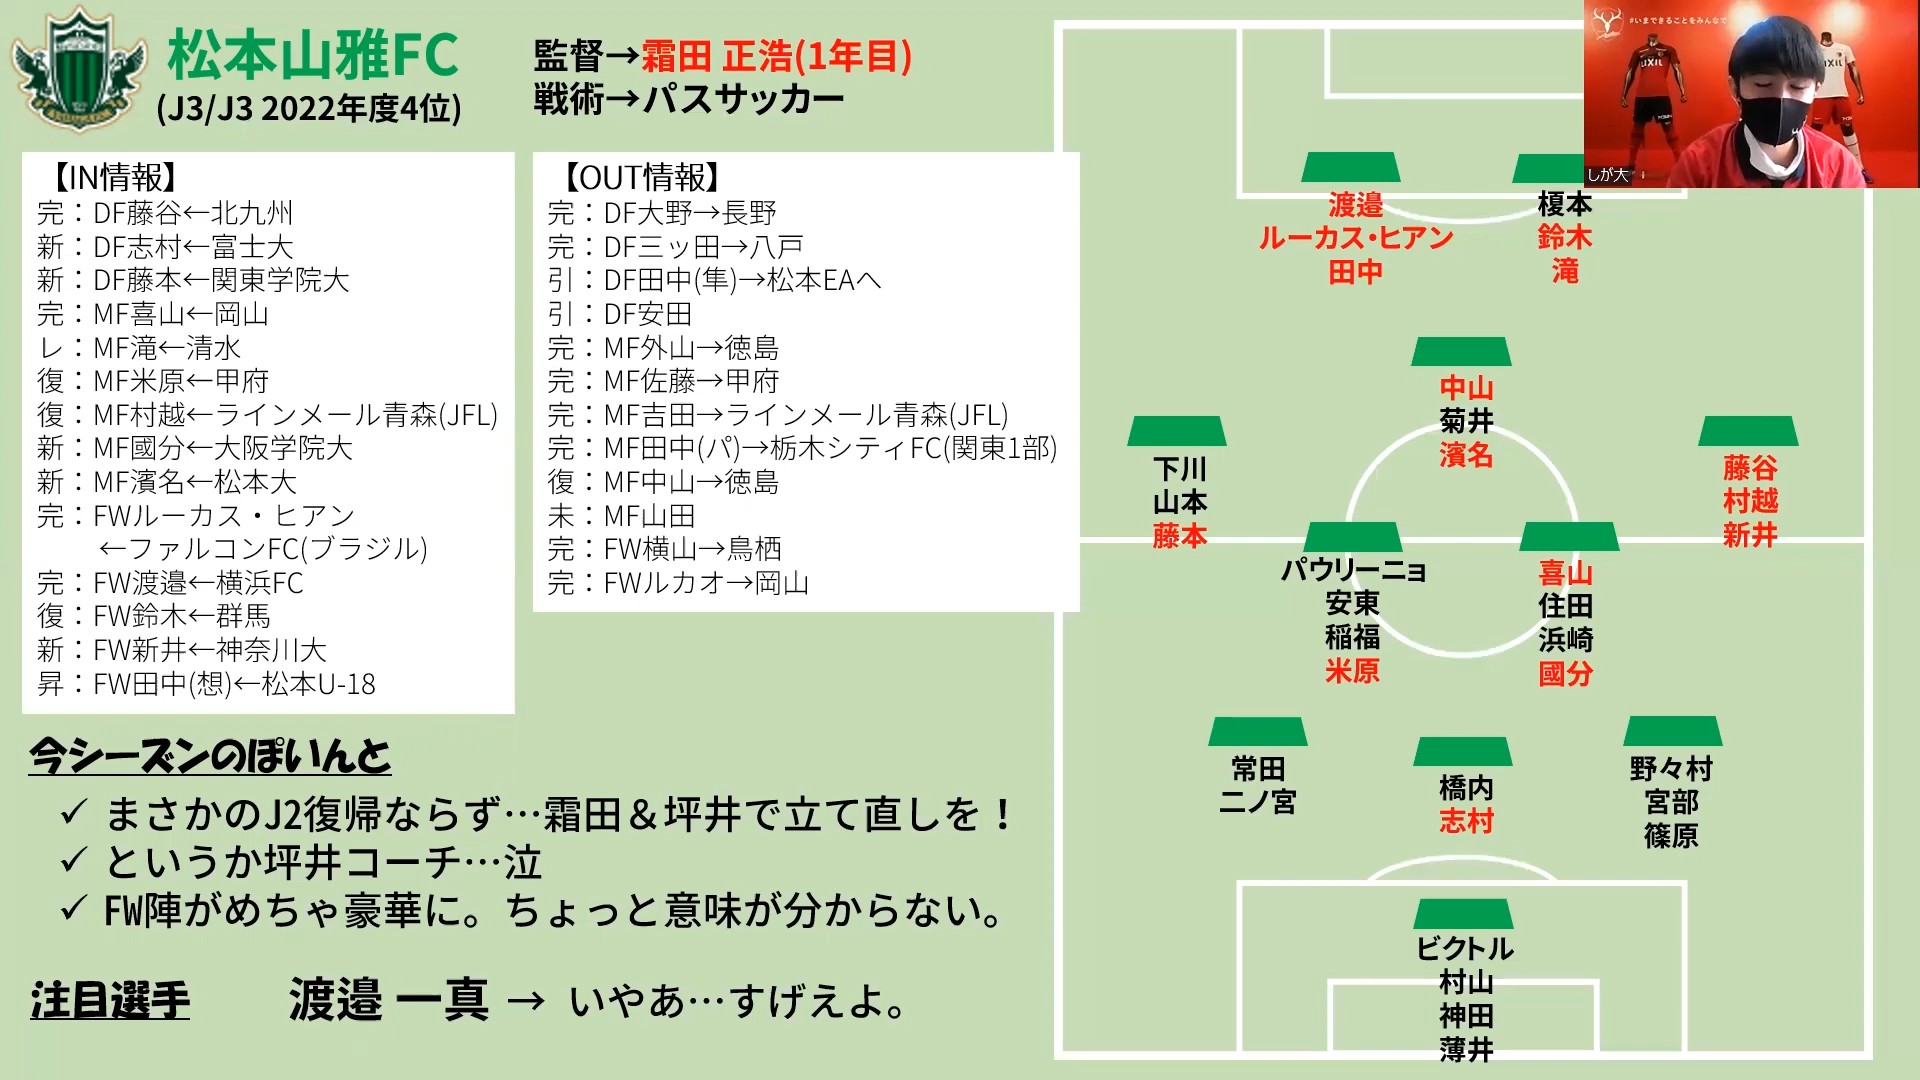 松本山雅FC
(J3/J3 2022年度4位)
監督→霜田 正浩(1年目)
戦術→パスサッカー
【IN情報】
完：DF藤谷←北九州
新：DF志村←富士大
新：DF藤本←関東学院大
完：MF喜山←岡山
レ：MF滝←清水
復：MF米原←甲府
復：MF村越←ラインメール青森(JFL)
新：MF國分←大阪学院大
新：MF濱名←松本大
完：FWルーカス・ヒアン
←ファルコンFC(ブラジル)
完：FW渡邉←横浜FC
復：FW鈴木←群馬
新：FW新井←神奈川大
昇：FW田中(想)←松本U-18
【OUT情報】
完：DF大野→長野
完：DF三ッ田→八戸
引：DF田中(隼)→松本EAへ
引：DF安田
完：MF外山→徳島
完：MF佐藤→甲府
完：MF吉田→ラインメール青森(JFL)
完：MF田中(パ)→栃木シティFC(関東1部)
復：MF中山→徳島
未：MF山田
完：FW横山→鳥栖
完：FWルカオ→岡山
今シーズンのぽいんと
✓ まさかのJ2復帰ならず…霜田＆坪井で立て直しを！
✓ というか坪井コーチ…泣
✓ FW陣がめちゃ豪華に。ちょっと意味が分からない。
注目選手
渡邉 一真 → いやあ…すげえよ。
#いまできることをみんなで
LIXIL
しが大
渡邉
ルーカス・ヒアン
田中
榎本
鈴木
滝
中山
菊井
濱名
下川
山本
藤本
藤谷
村越
新井
パウリーニョ
安東
稲福
米原
喜山
住田
浜崎
國分
常田
二ノ宮
橋内
志村
野々村
宮部
篠原
ビクトル
村山
神田
薄井